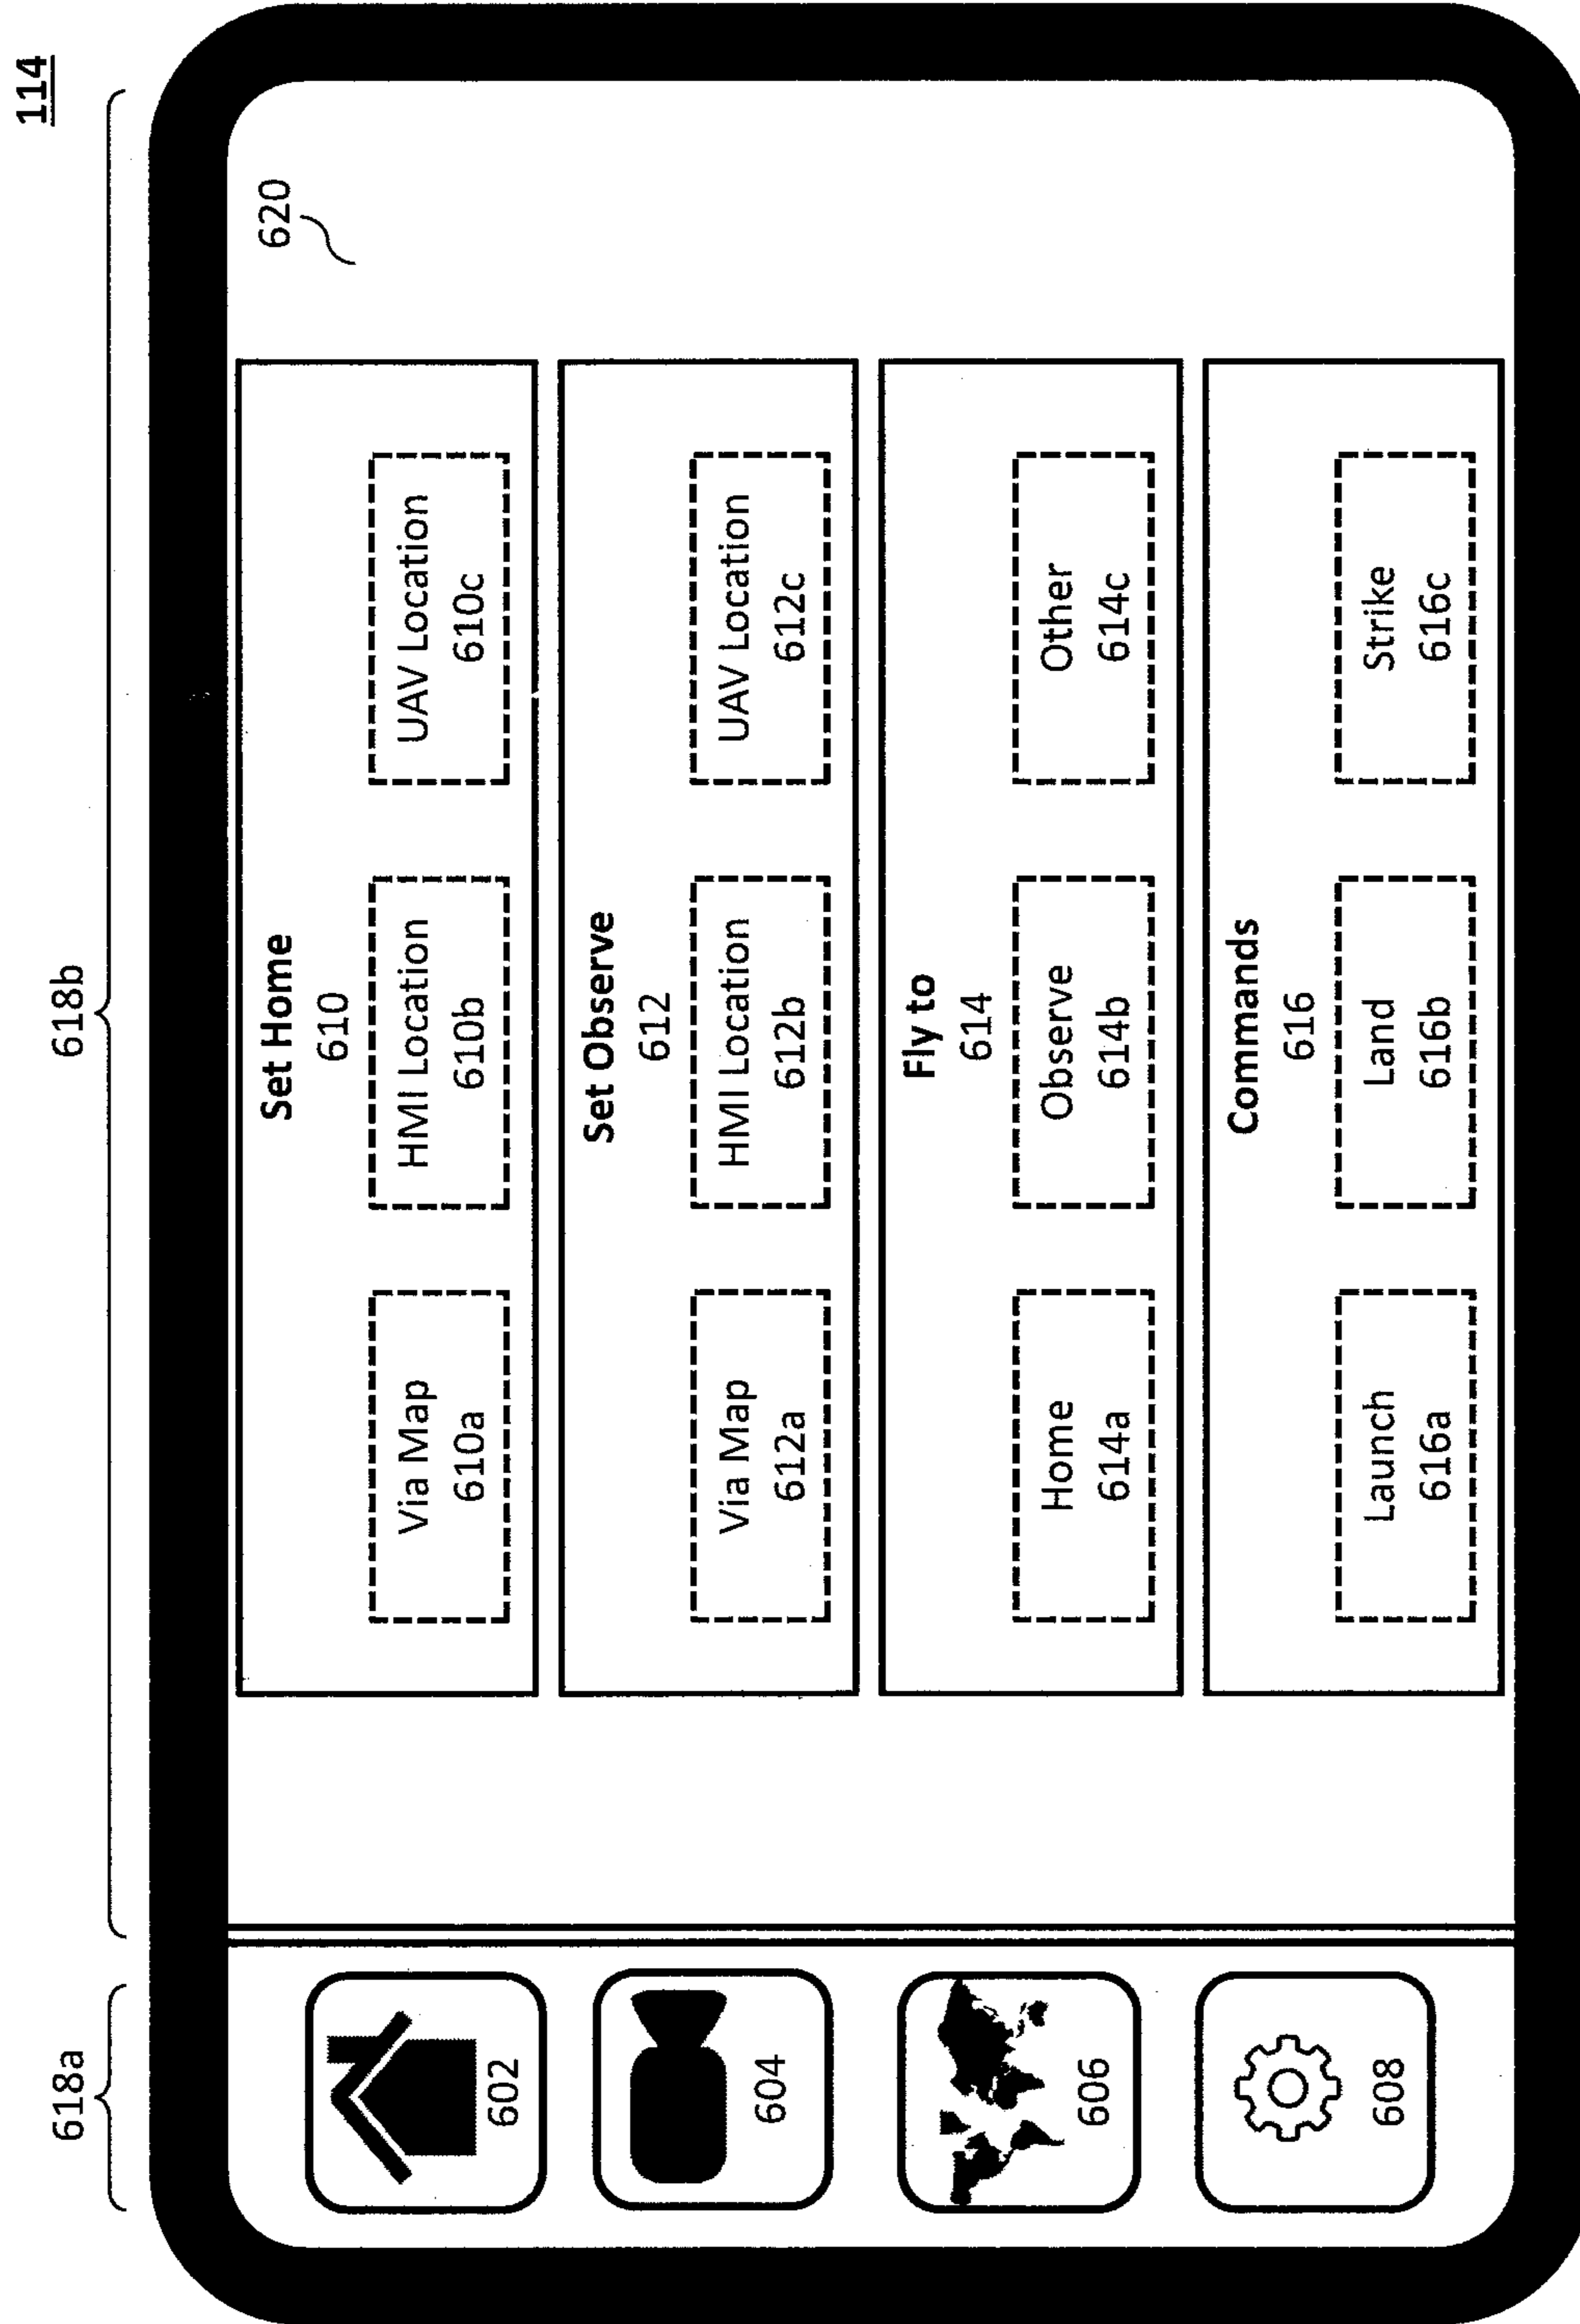 114
618a
618b
602
604
606
608
620
Set Home
610
Via Map
610a
HMI Location
610b
UAV Location
610c
Set Observe
612
Via Map
612a
HMI Location
612b
UAV Location
612c
Fly to
614
Home
614a
Observe
614b
Other
614c
Commands
616
Launch
616a
Land
616b
Strike
616c